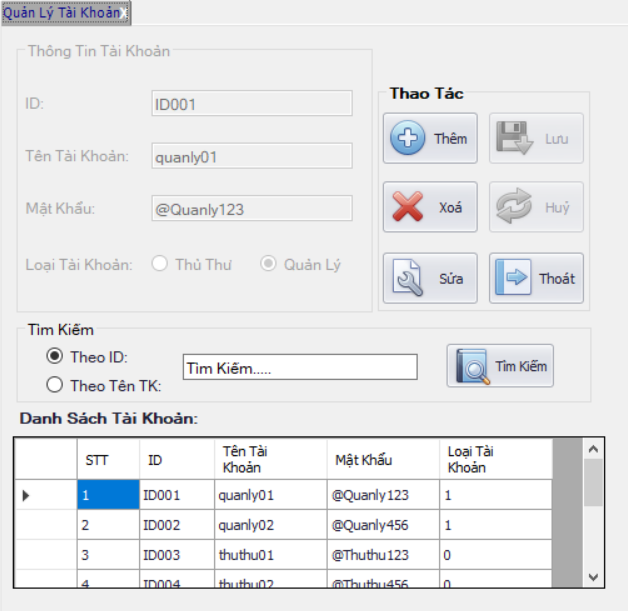 Quản Lý Tài Khoản x
Thông Tin Tài Khoản
ID: ID001
Tên Tài Khoản: quanly01
Mật Khẩu: @Quanly123
Loại Tài Khoản: Thủ Thư Quản Lý
Thao Tác
Thêm Lưu
Xoá Huỷ
Sửa Thoát
Tìm Kiếm
Theo ID:
Theo Tên TK:
Tìm Kiếm.....
Tìm Kiếm
Danh Sách Tài Khoản:
STT ID Tên Tài Khoản Mật Khẩu Loại Tài Khoản
1 ID001 quanly01 @Quanly123 1
2 ID002 quanly02 @Quanly456 1
3 ID003 thuthu01 @Thuthu123 0
4 ID004 thuthu02 @Thuthu456 0